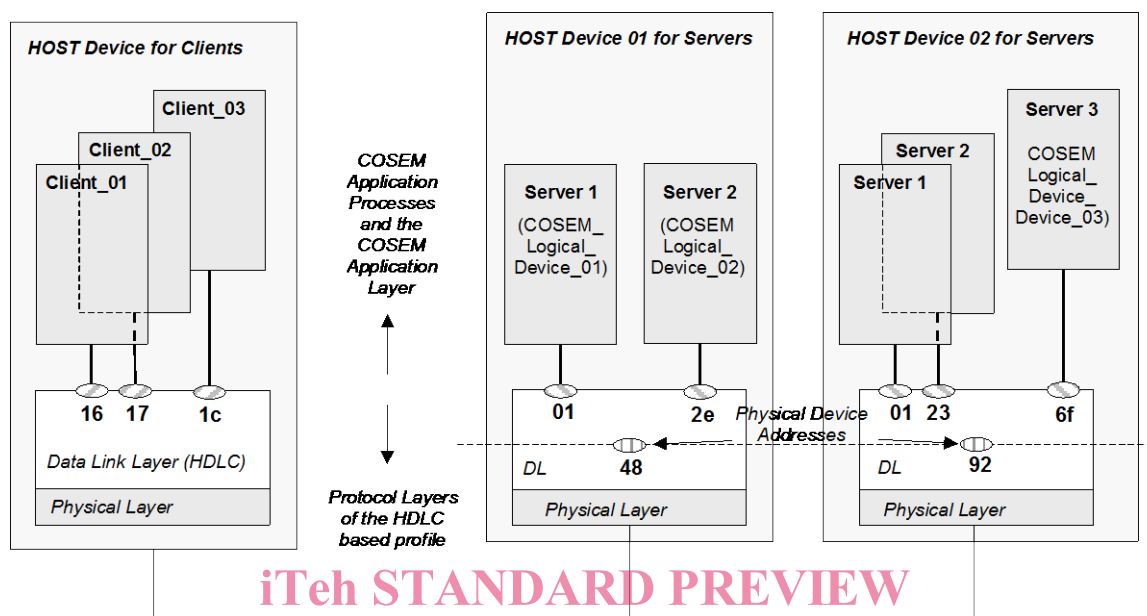 HOST Device for Clients
Client_03
Client_02
Client_01
16 17 1c
Data Link Layer (HDLC)
Physical Layer
COSEM
Application
Processes
and the
COSEM
Application
Layer
Protocol Layers
of the HDLC
based profile
HOST Device 01 for Servers
Server 1
(COSEM_
Logical_
Device_01)
Server 2
(COSEM
Logical_
Device_02)
01 2e
48
DL
Physical Layer
Physical Device
Addresses
HOST Device 02 for Servers
Server 3
COSEM
Logical_
Device_
Device_03)
Server 2
Server 1
01 23 6f
92
DL
Physical Layer
iTeh STANDARD PREVIEW